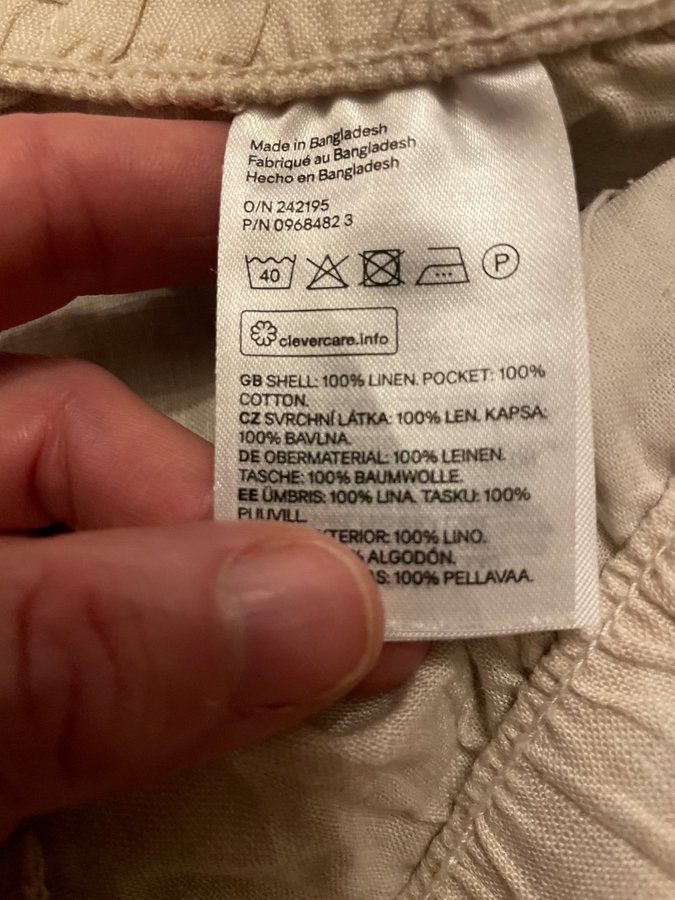 Made in Bangladesh
Fabriqué au Bangladesh
Hecho en Bangladesh
O/N 242195
P/N 0968482 3
40 P
clevercare.info
GB SHELL: 100% LINEN. POCKET: 100%
COTTON.
CZ SVRCHNÍ LÁTKA: 100% LEN. KAPSA:
100% BAVLNA.
DE OBERMATERIAL: 100% LEINEN.
TASCHE: 100% BAUMWOLLE.
EE ÜMBRIS: 100% LINA. TASKU: 100%
PUUVILL.
TERIOR: 100% LINO.
% ALGODÓN.
S: 100% PELLAVAA.